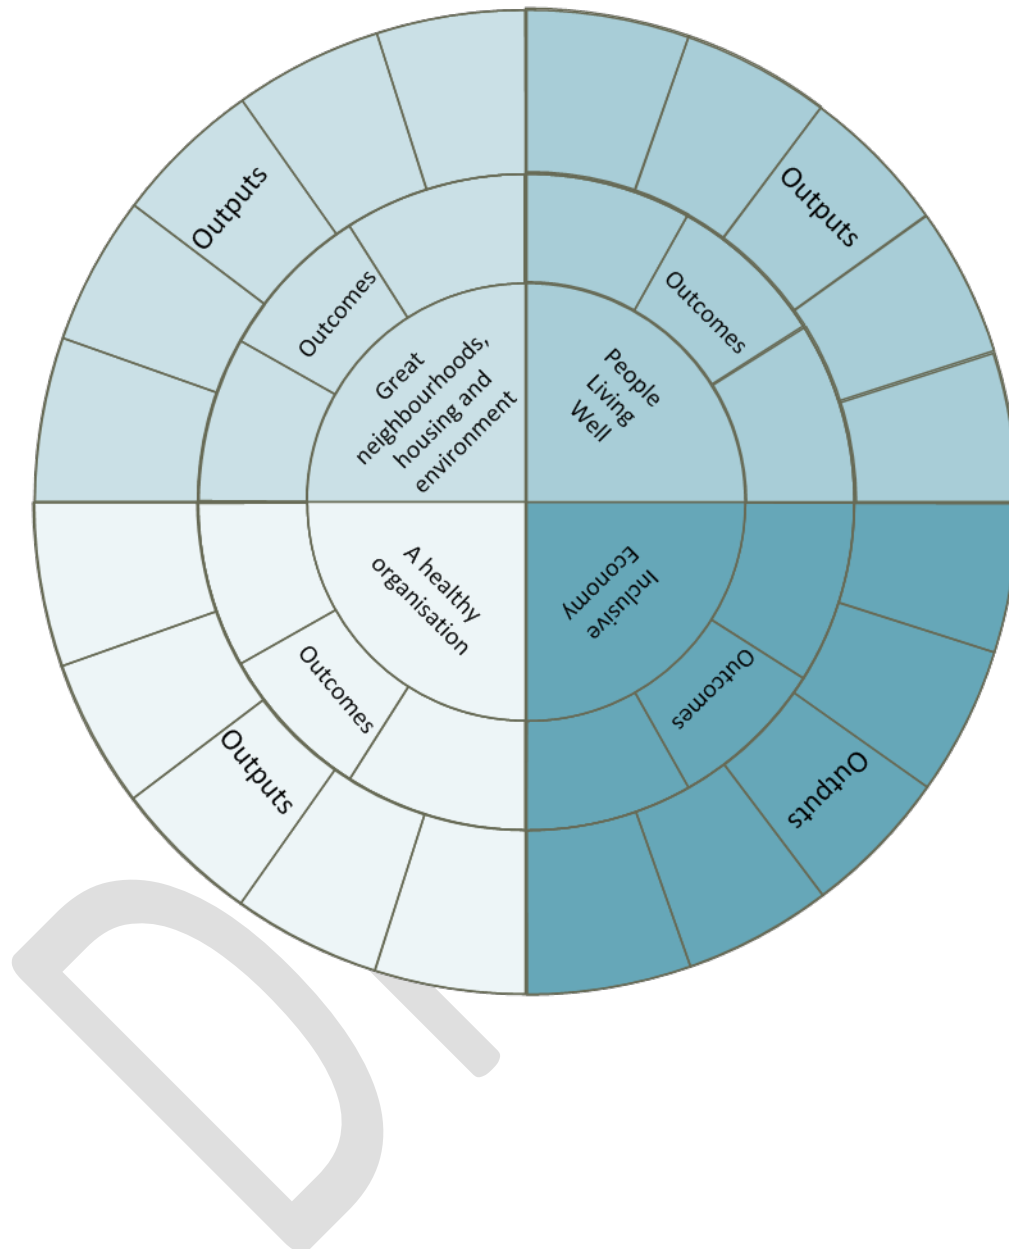 Outputs
Outputs
Outcomes
Outcomes
Great
neighbourhoods,
housing and
environment
People
Living
Well
A healthy
organisation
Inclusive
Economy
Outcomes
Outcomes
Outputs
Outputs